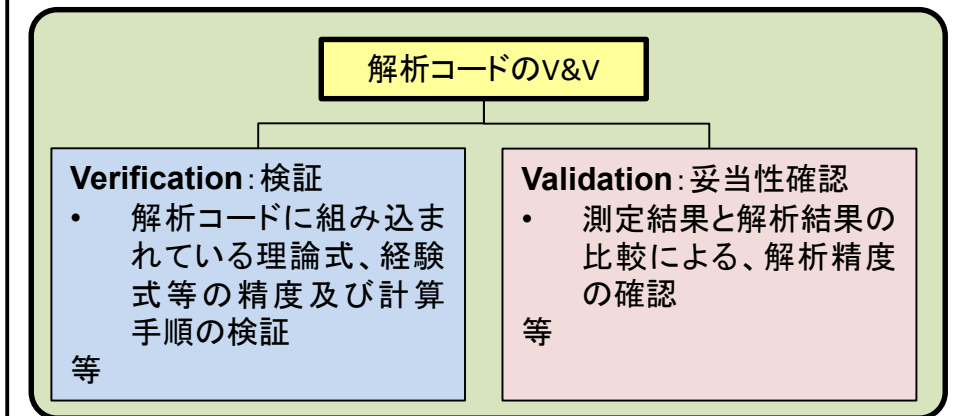 解析コードのV&V
Verification：検証
• 解析コードに組み込ま
れている理論式、経験
式等の精度及び計算
手順の検証
等
Validation：妥当性確認
• 測定結果と解析結果の
比較による、解析精度
の確認
等